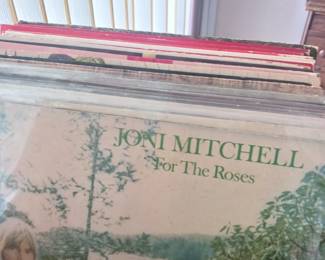 JONI MITCHELL
For The Roses